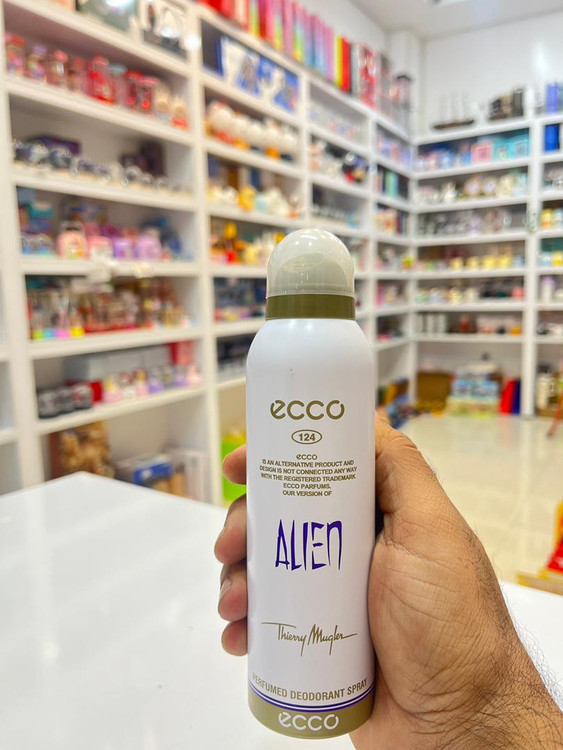 ecco
124
ecco
IS AN ALTERNATIVE PRODUCT AND
DESIGN IS NOT CONNECTED ANY WAY
WITH THE REGISTERED TRADEMARK
ECCO PARFUMS,
OUR VERSION OF
ALIEN
Thierry Mugler
PERFUMED DEODORANT SPRAY
ecco